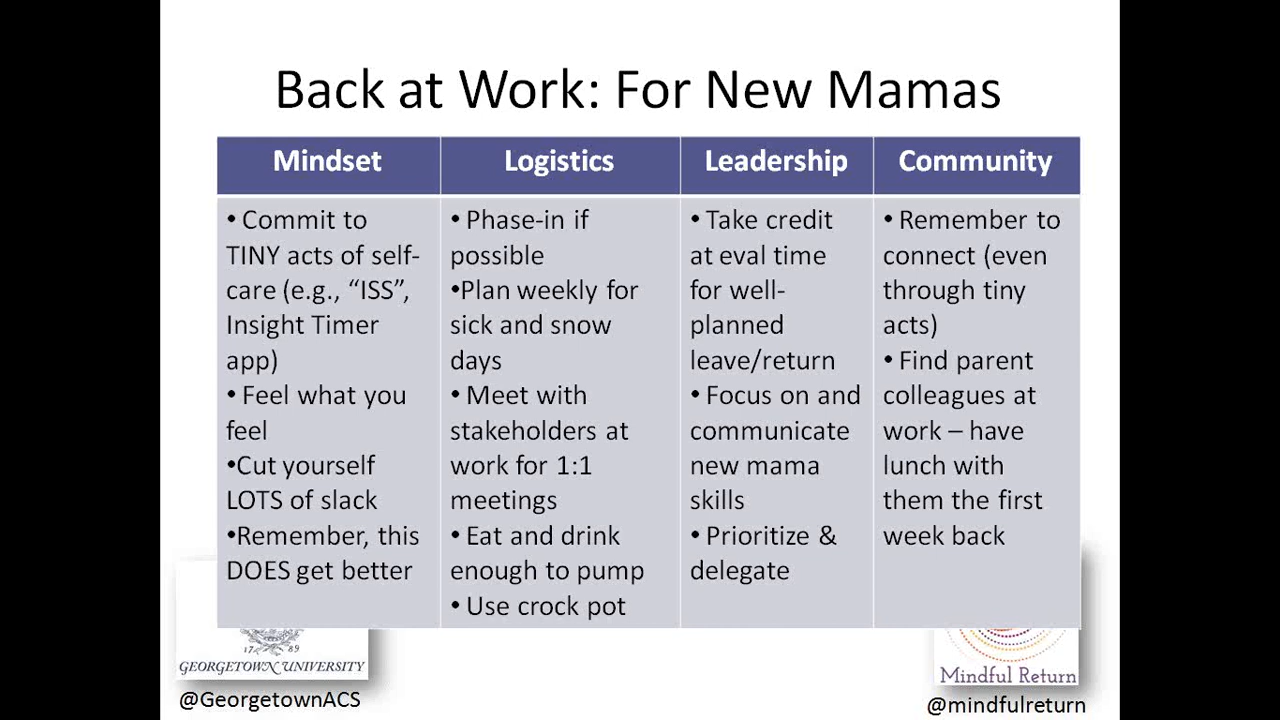 Back at Work: For New Mamas
Mindset
Logistics
Leadership
Community
• Commit to
TINY acts of self-
care (e.g., “ISS”,
Insight Timer
app)
• Feel what you
feel
•Cut yourself
LOTS of slack
•Remember, this
DOES get better
• Phase-in if
possible
•Plan weekly for
sick and snow
days
• Meet with
stakeholders at
work for 1:1
meetings
• Eat and drink
enough to pump
• Use crock pot
• Take credit
at eval time
for well-
planned
leave/return
• Focus on and
communicate
new mama
skills
• Prioritize &
delegate
• Remember to
connect (even
through tiny
acts)
• Find parent
colleagues at
work – have
lunch with
them the first
week back
17 89
GEORGETOWN UNIVERSITY
@GeorgetownACS
Mindful Return
@mindfulreturn